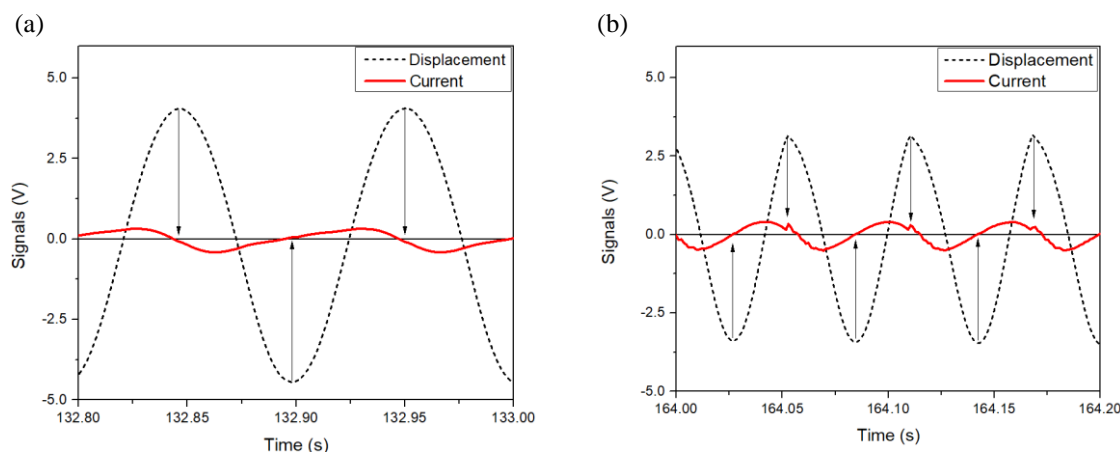 (a)
Displacement
Current
5.0
2.5
0.0
-2.5
-5.0
Signals (V)
132.80
132.85
132.90
132.95
133.00
Time (s)
(b)
Displacement
Current
5.0
2.5
0.0
-2.5
-5.0
Signals (V)
164.00
164.05
164.10
164.15
164.20
Time (s)